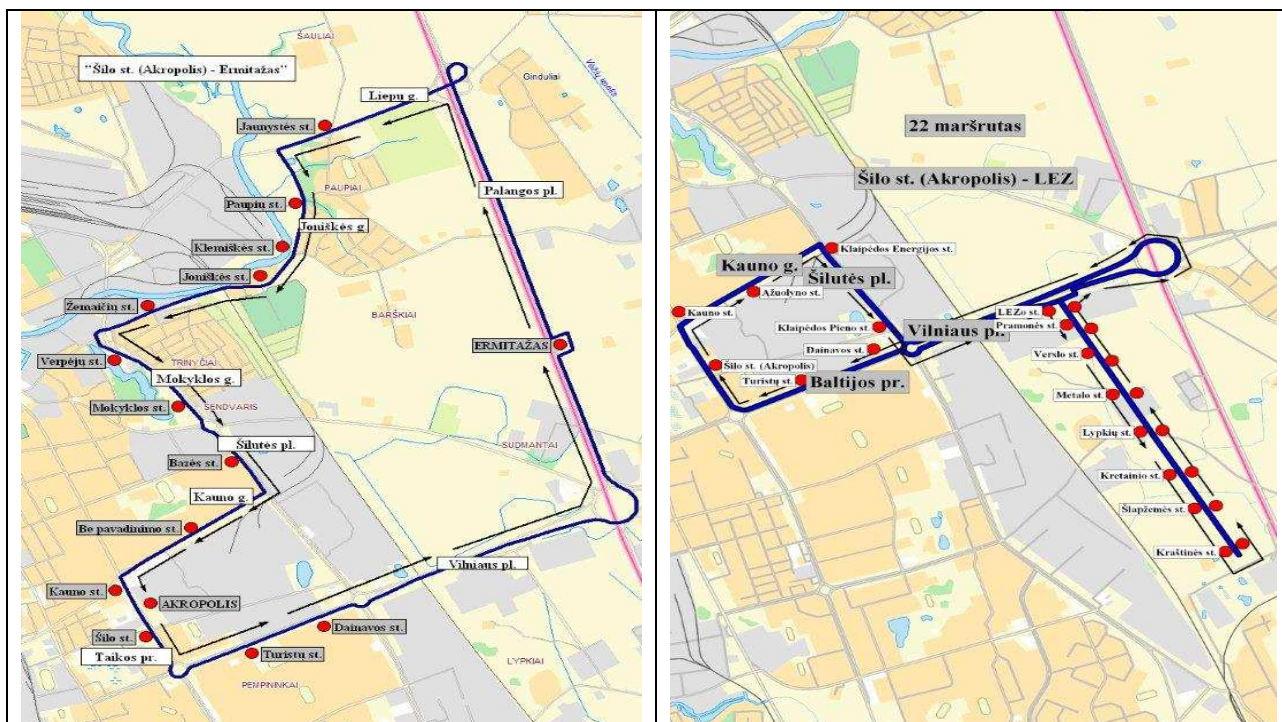 "Šilo st. (Akropolis) - Ermitažas"
ŠAULIAI
Ginduliai
Liepų g.
Jaunystės st.
PAUPIAI
Palangos pl.
Paupių st.
Joniškės g.
Klemiškės st.
Joniškės st.
Žemaičių st.
BARŠKIAI
ERMITAŽAS
Verpėjų st.
TRINYČIAI
Mokyklos g.
Mokyklos st.
SENDVARIS
Šilutės pl.
SUDMANTAI
Bazės st.
Kauno g.
Be pavadinimo st.
Vilniaus pl.
Kauno st.
AKROPOLIS
Dainavos st.
Šilo st.
Taikos pr.
Turistų st.
LYPKIAI
PEMPININKAI
22 maršrutas
Šilo st. (Akropolis) - LEZ
Klaipėdos Energijos st.
Kauno g.
Šilutės pl.
Ažuolyno st.
Kauno st.
LEZo st.
Klaipėdos Pieno st.
Vilniaus pl.
Pramonės st.
Dainavos st.
Verslo st.
Šilo st. (Akropolis)
Turistų st.
Baltijos pr.
Metalo st.
Lypkių st.
Kretainio st.
Šlapžemės st.
Kraštinės st.